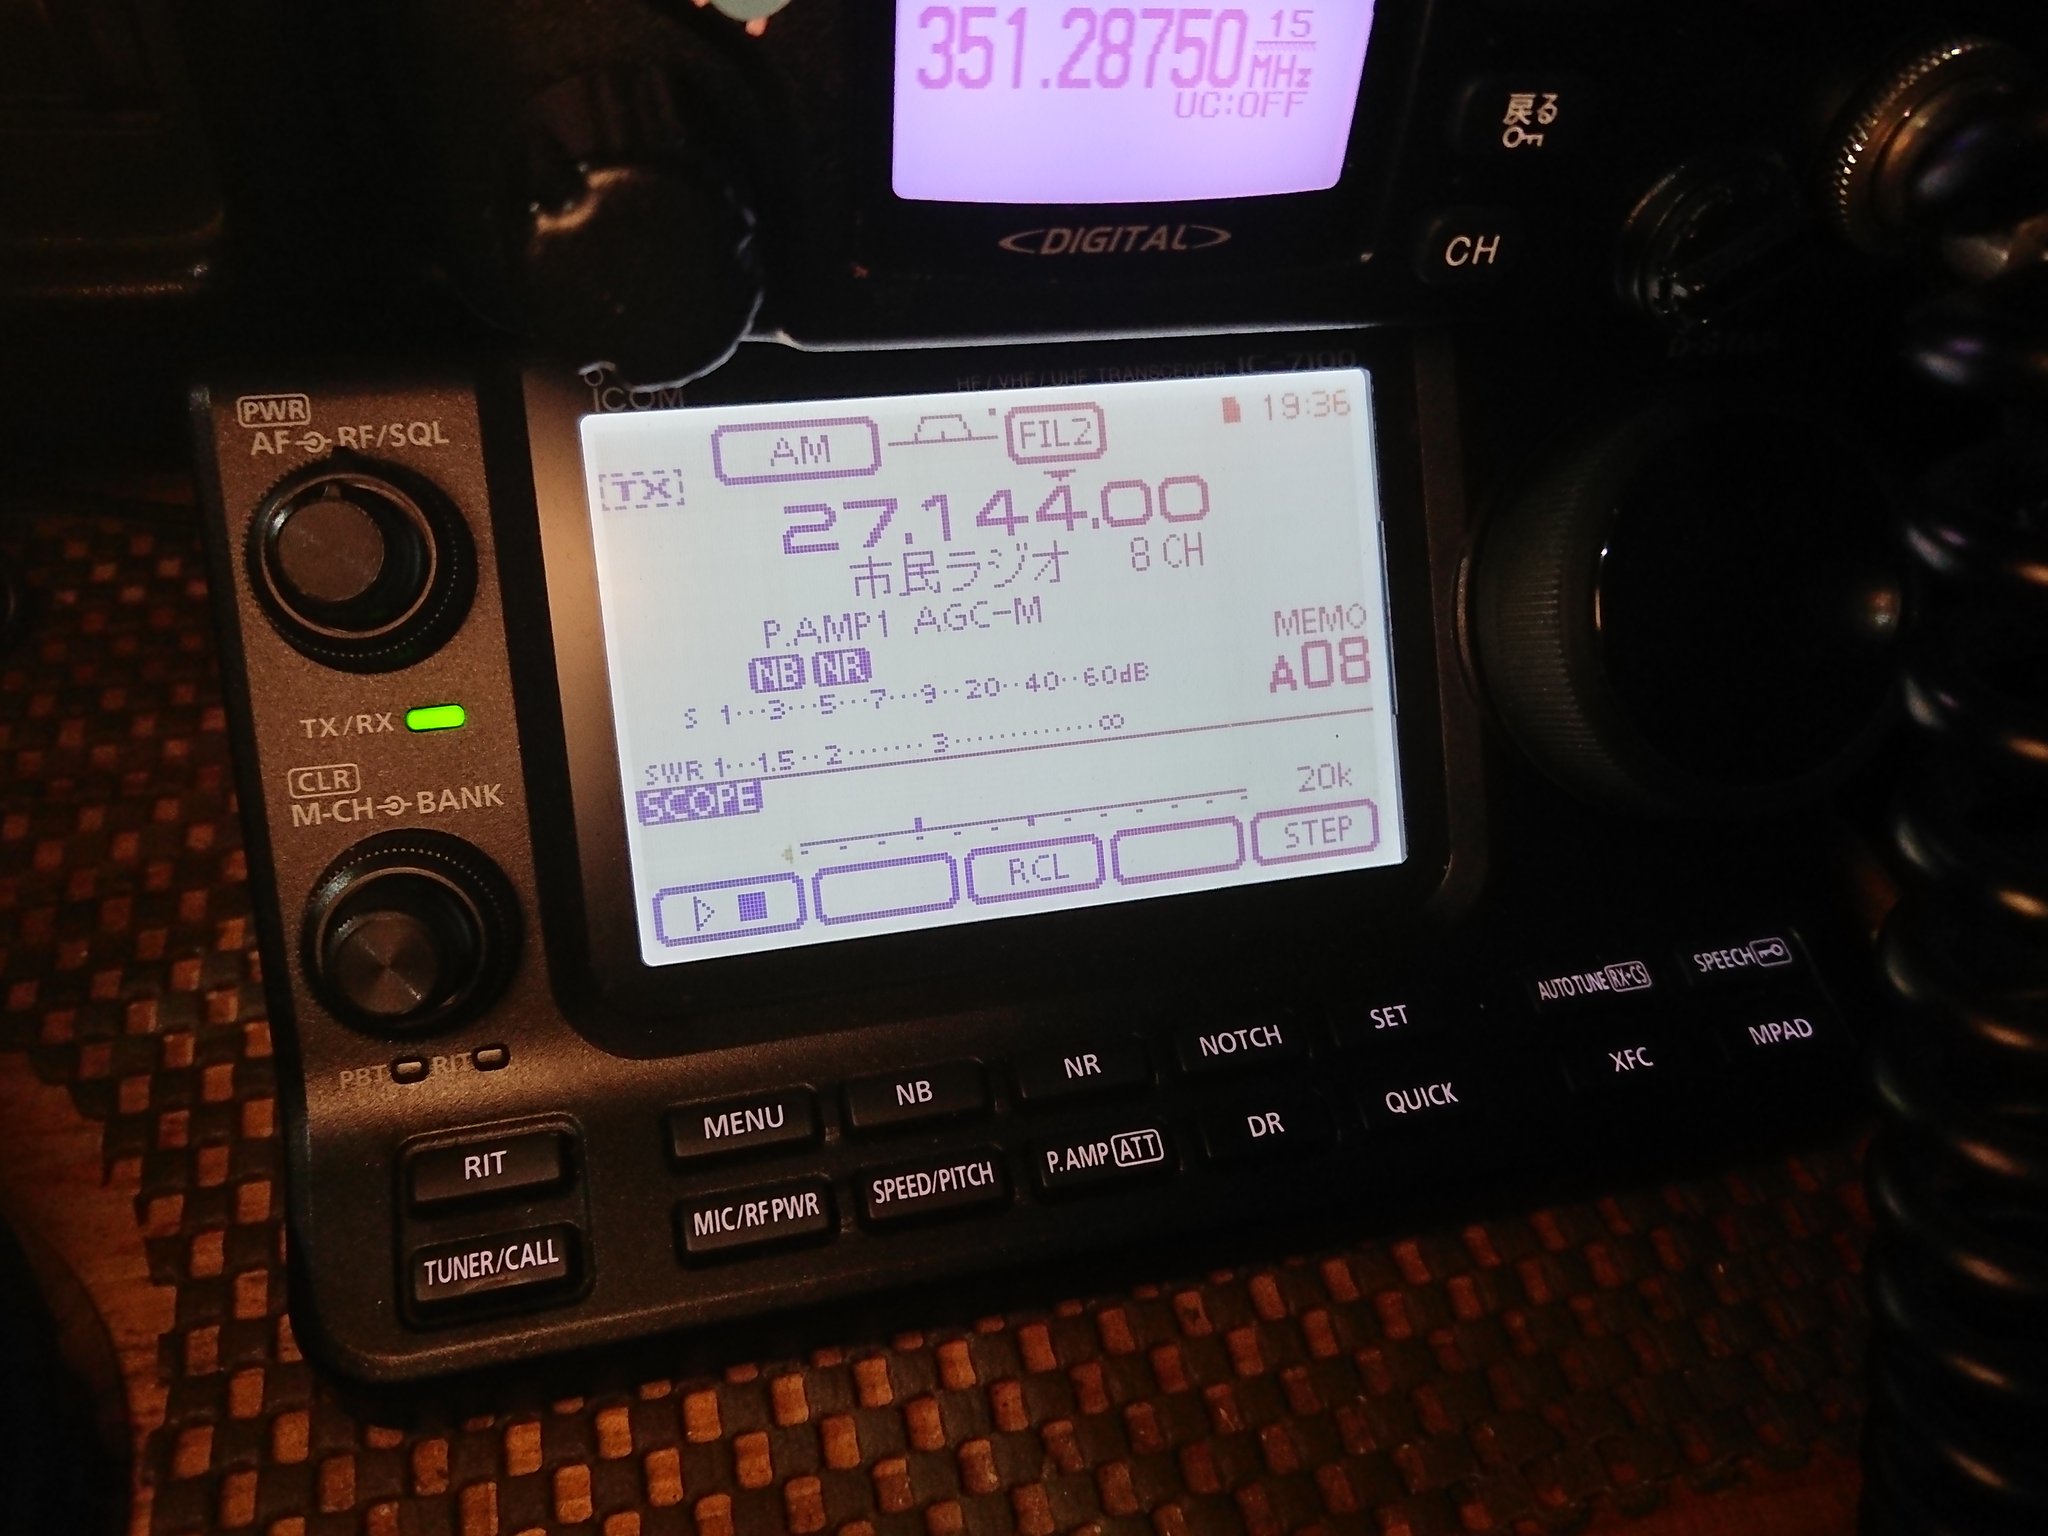 351.28750 15
MHz
UC:OFF
戻る
DIGITAL
CH
ICOM
HF/VHF/UHF TRANSCEIVER IC-7100
PWR
AF RF/SQL
AM
FIL2
19:36
TX
27.144.00
市民ラジオ 8CH
P.AMP1 AGC-M
NB NR
MEMO
A08
S 1···3···5···7···9··20··40··60dB
SWR 1···1.5··2·······3············∞
TX/RX
CLR
M-CH BANK
SCOPE
20k
RCL
STEP
PBT RIT
RIT
TUNER/CALL
MENU
NB
NR
NOTCH
SET
AUTOTUNE RX→CS
SPEECH
MIC/RF PWR
SPEED/PITCH
P.AMP ATT
DR
QUICK
XFC
MPAD